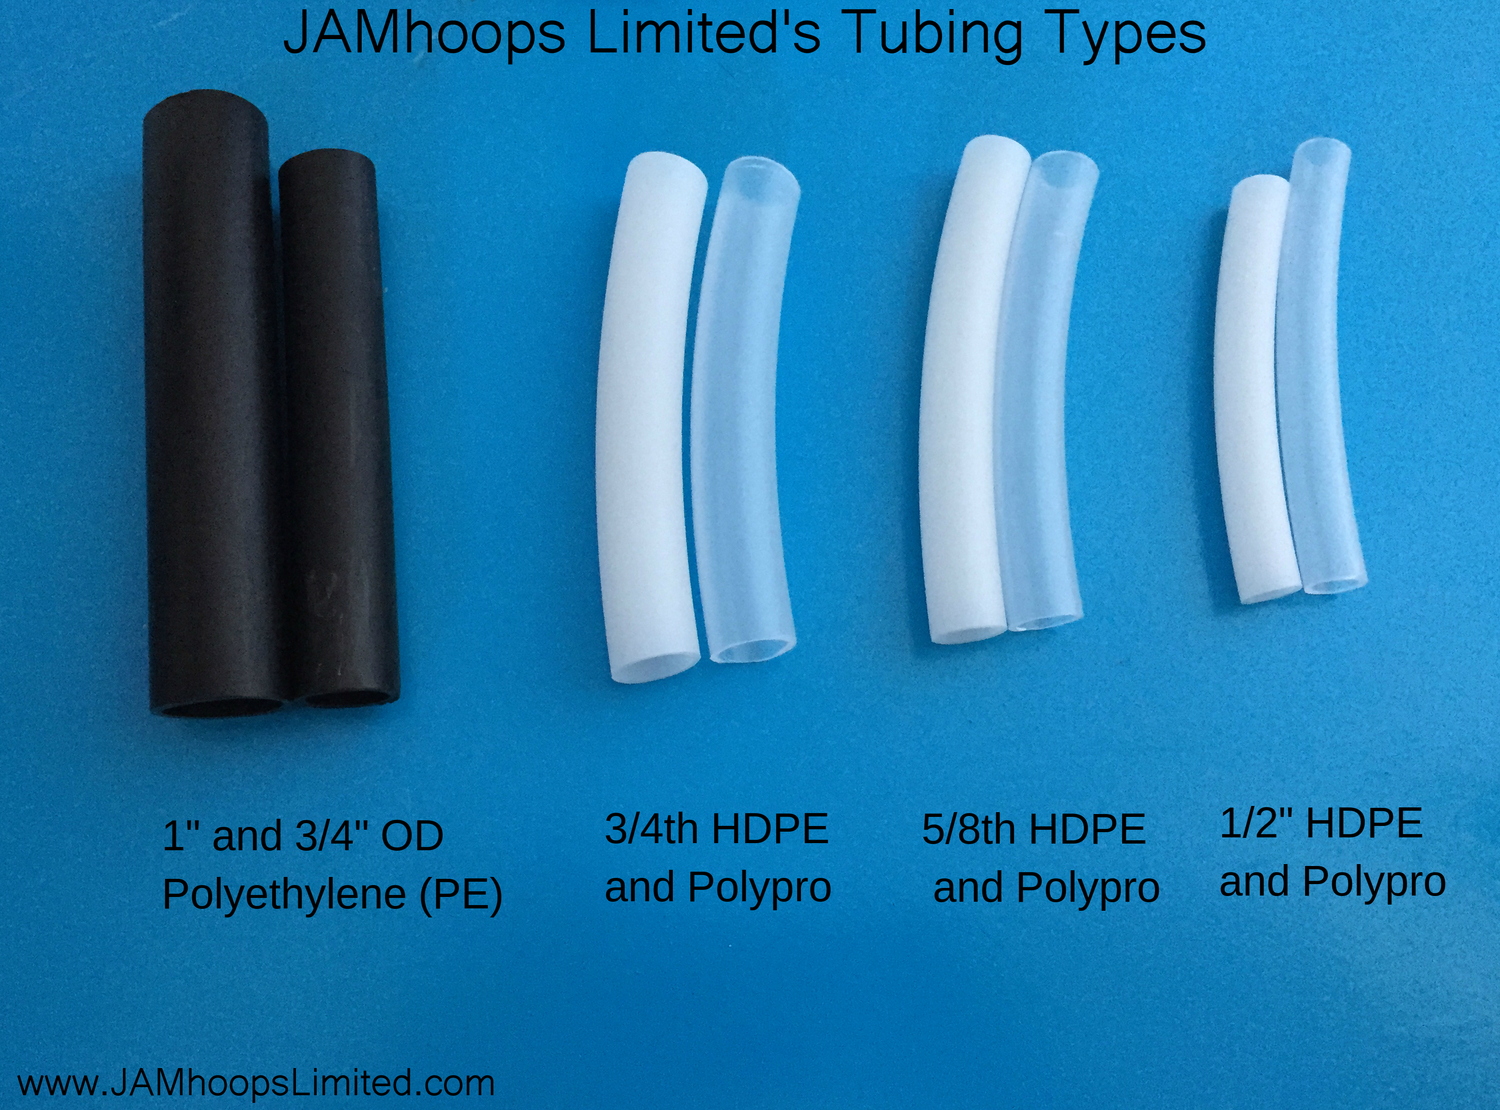 JAMhoops Limited's Tubing Types
1" and 3/4" OD
Polyethylene (PE)
3/4th HDPE
and Polypro
5/8th HDPE
and Polypro
1/2" HDPE
and Polypro
www.JAMhoopsLimited.com